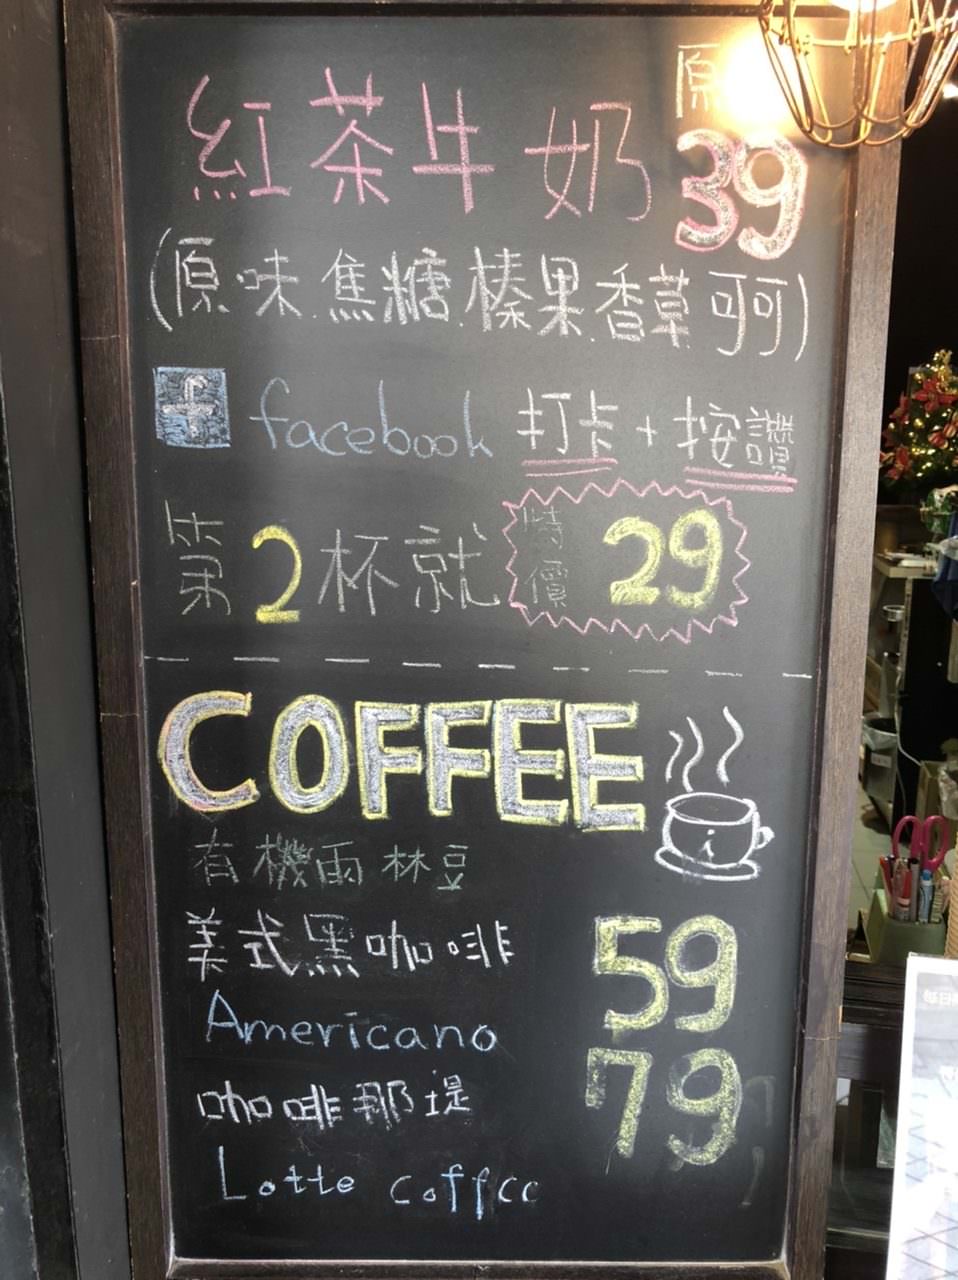 原
紅茶牛奶 39
(原味.焦糖.榛果.香草.可可)
f facebook 打卡+按讚
第2杯就 特價 29
COFFEE
有機雨林豆
美式黑咖啡 59
Americano
咖啡那堤 79
Lotte coffee